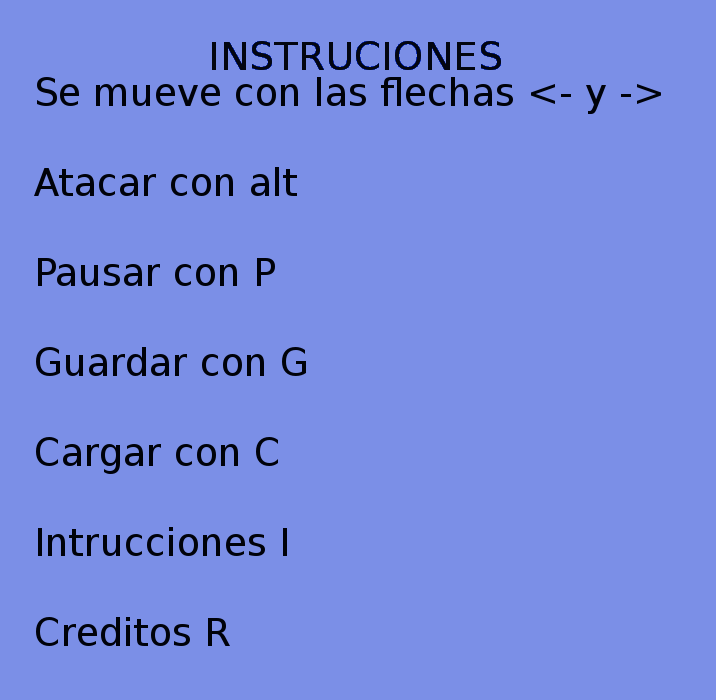 INSTRUCIONES
Se mueve con las flechas <- y ->
Atacar con alt
Pausar con P
Guardar con G
Cargar con C
Intrucciones I
Creditos R